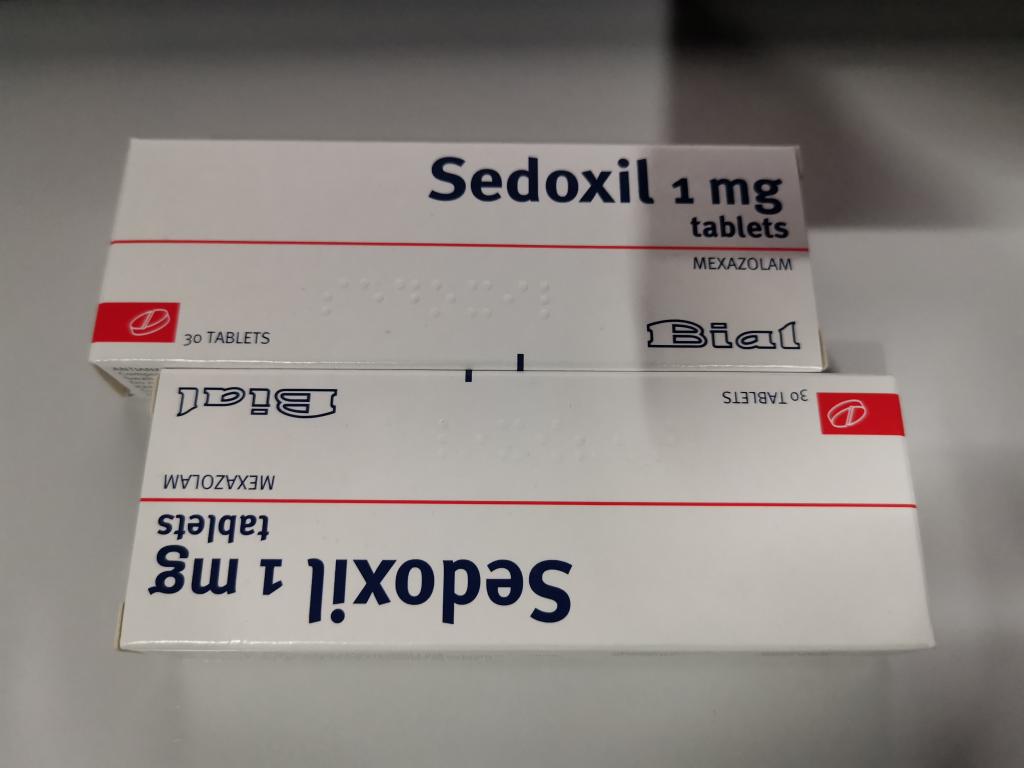 Sedoxil 1 mg
tablets
MEXAZOLAM
30 TABLETS
Bial
Sedoxil 1 mg
tablets
MEXAZOLAM
30 TABLETS
Bial